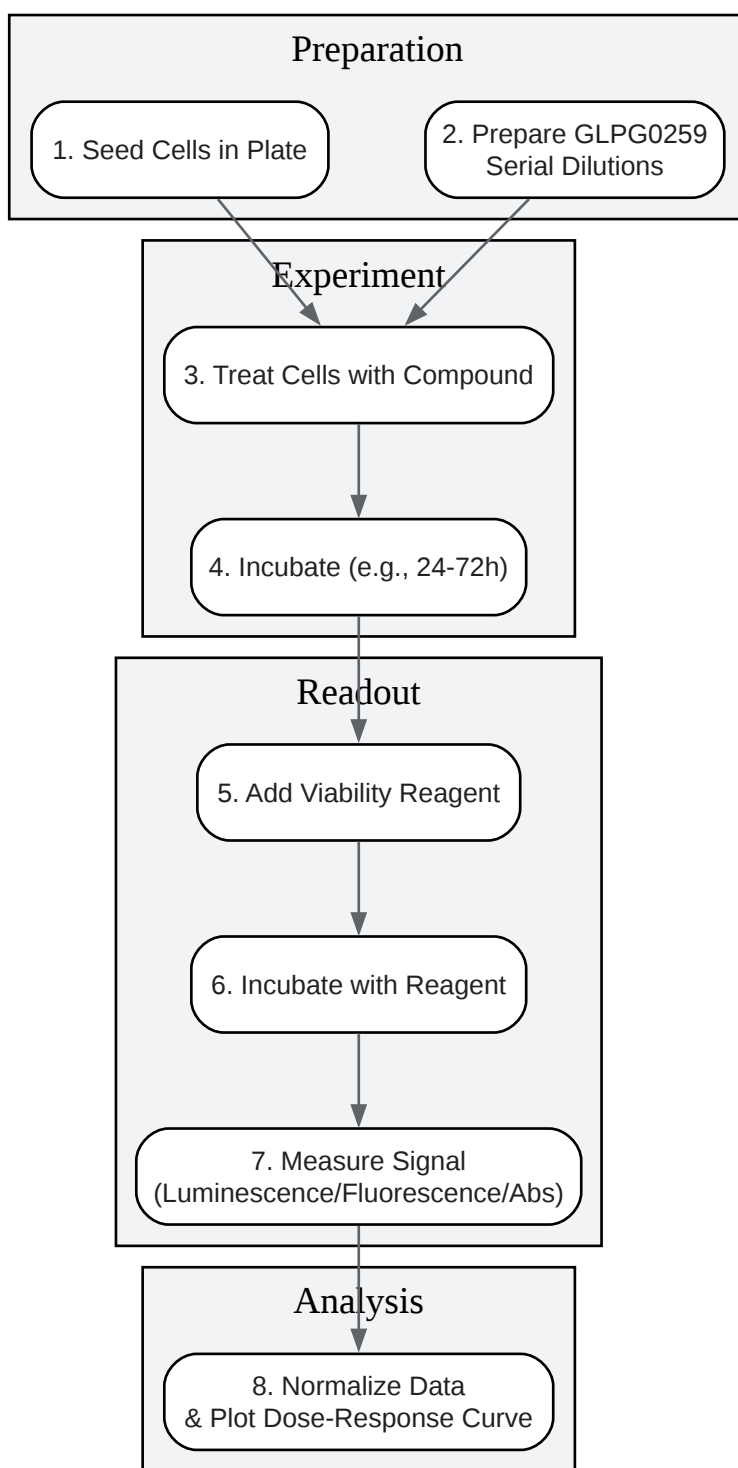 Preparation
1. Seed Cells in Plate
2. Prepare GLPG0259
Serial Dilutions
Experiment
3. Treat Cells with Compound
4. Incubate (e.g., 24-72h)
Readout
5. Add Viability Reagent
6. Incubate with Reagent
7. Measure Signal
(Luminescence/Fluorescence/Abs)
Analysis
8. Normalize Data
& Plot Dose-Response Curve